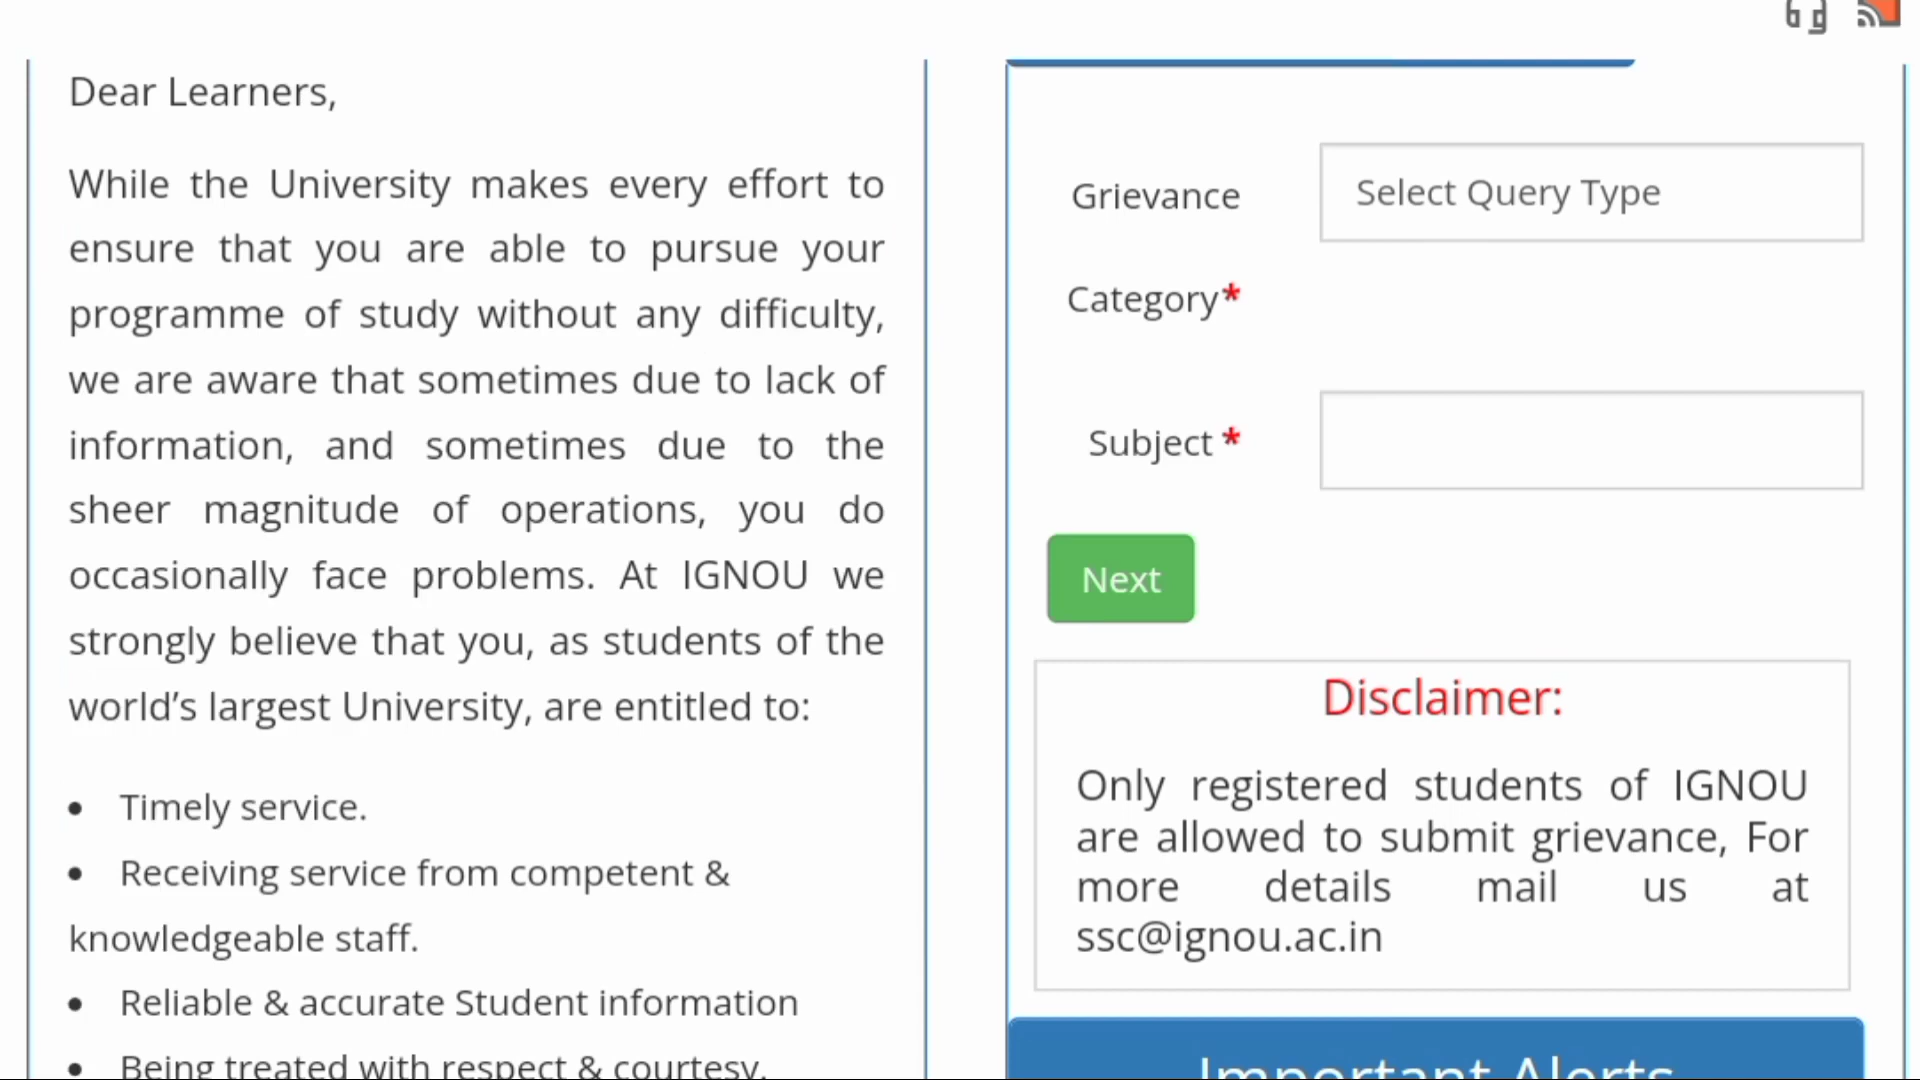 Dear Learners,
While the University makes every effort to
ensure that you are able to pursue your
programme of study without any difficulty,
we are aware that sometimes due to lack of
information, and sometimes due to the
sheer magnitude of operations, you do
occasionally face problems. At IGNOU we
strongly believe that you, as students of the
world’s largest University, are entitled to:
• Timely service.
• Receiving service from competent &
knowledgeable staff.
• Reliable & accurate Student information
• Being treated with respect & courtesy.
Grievance
Category*
Select Query Type
Subject *
Next
Disclaimer:
Only registered students of IGNOU
are allowed to submit grievance, For
more details mail us at
ssc@ignou.ac.in
Important Alerts